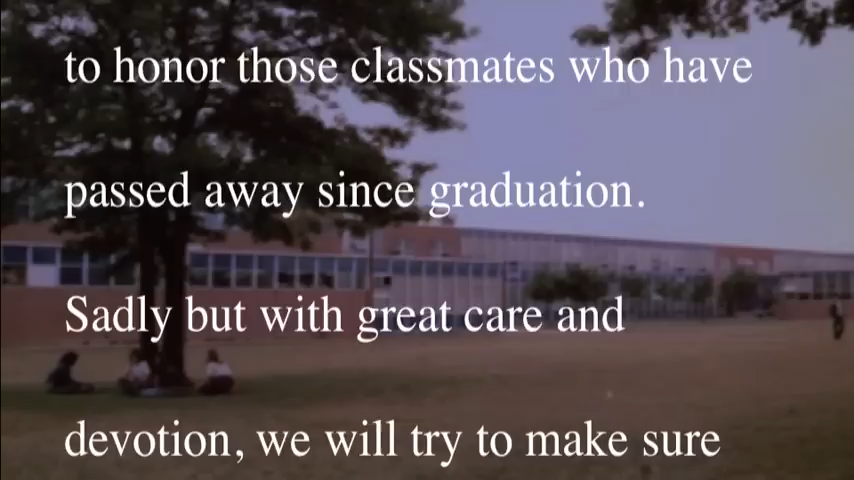 to honor those classmates who have
passed away since graduation.
Sadly but with great care and
devotion, we will try to make sure